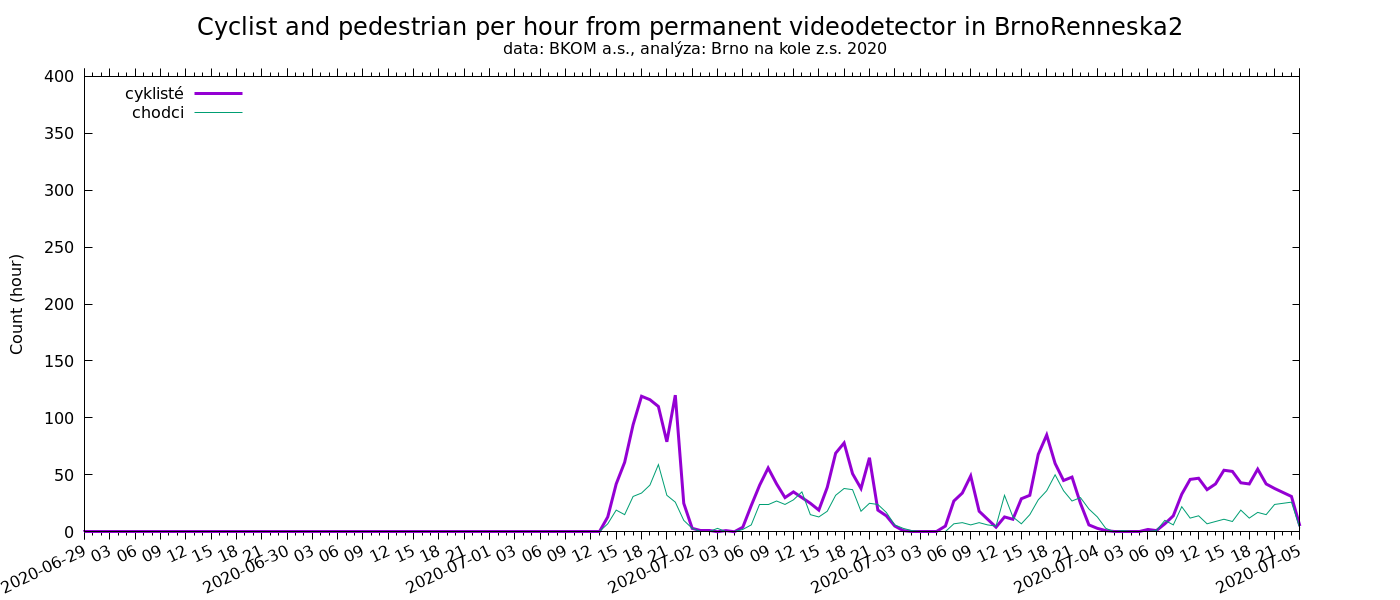 Cyclist and pedestrian per hour from permanent videodetector in BrnoRenneska2
data: BKOM a.s., analýza: Brno na kole z.s. 2020
cyklisté
chodci
Count (hour)
400
350
300
250
200
150
100
50
0
2020-06-29 03 06 09 12 15 18 21 2020-06-30 03 06 09 12 15 18 21 2020-07-01 03 06 09 12 15 18 21 2020-07-02 03 06 09 12 15 18 21 2020-07-03 03 06 09 12 15 18 21 2020-07-04 03 06 09 12 15 18 21 2020-07-05